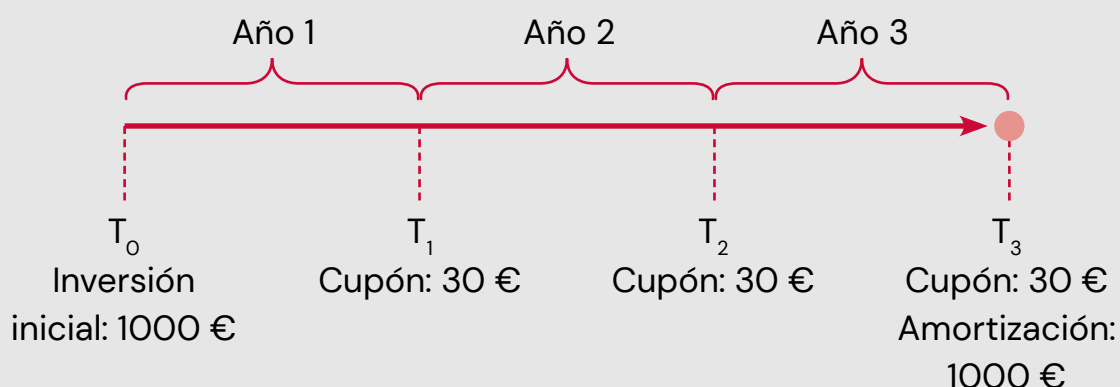 Año 1
Año 2
Año 3
T₀
Inversión
inicial: 1000 €
T₁
Cupón: 30 €
T₂
Cupón: 30 €
T₃
Cupón: 30 €
Amortización:
1000 €